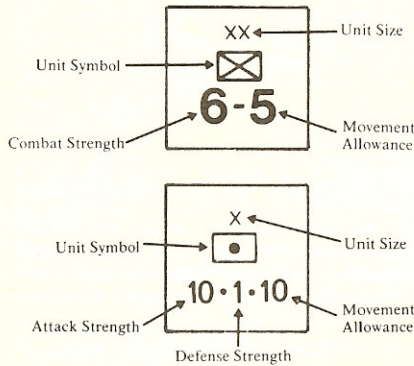 XX
Unit Size
Unit Symbol
6-5
Combat Strength
Movement
Allowance
X
Unit Symbol
Unit Size
10·1·10
Attack Strength
Movement
Allowance
Defense Strength